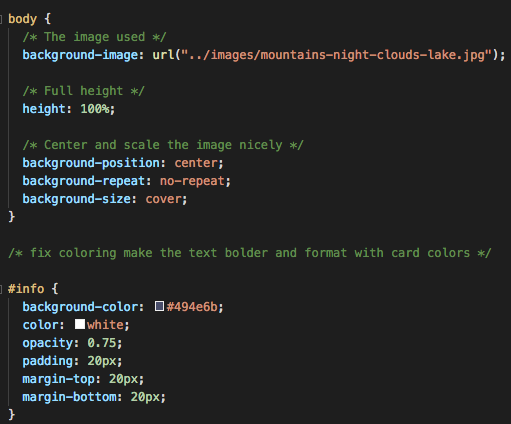 body {
/* The image used */
background-image: url("../images/mountains-night-clouds-lake.jpg");
/* Full height */
height: 100%;
/* Center and scale the image nicely */
background-position: center;
background-repeat: no-repeat;
background-size: cover;
}
/* fix coloring make the text bolder and format with card colors */
#info {
background-color: #494e6b;
color: white;
opacity: 0.75;
padding: 20px;
margin-top: 20px;
margin-bottom: 20px;
}